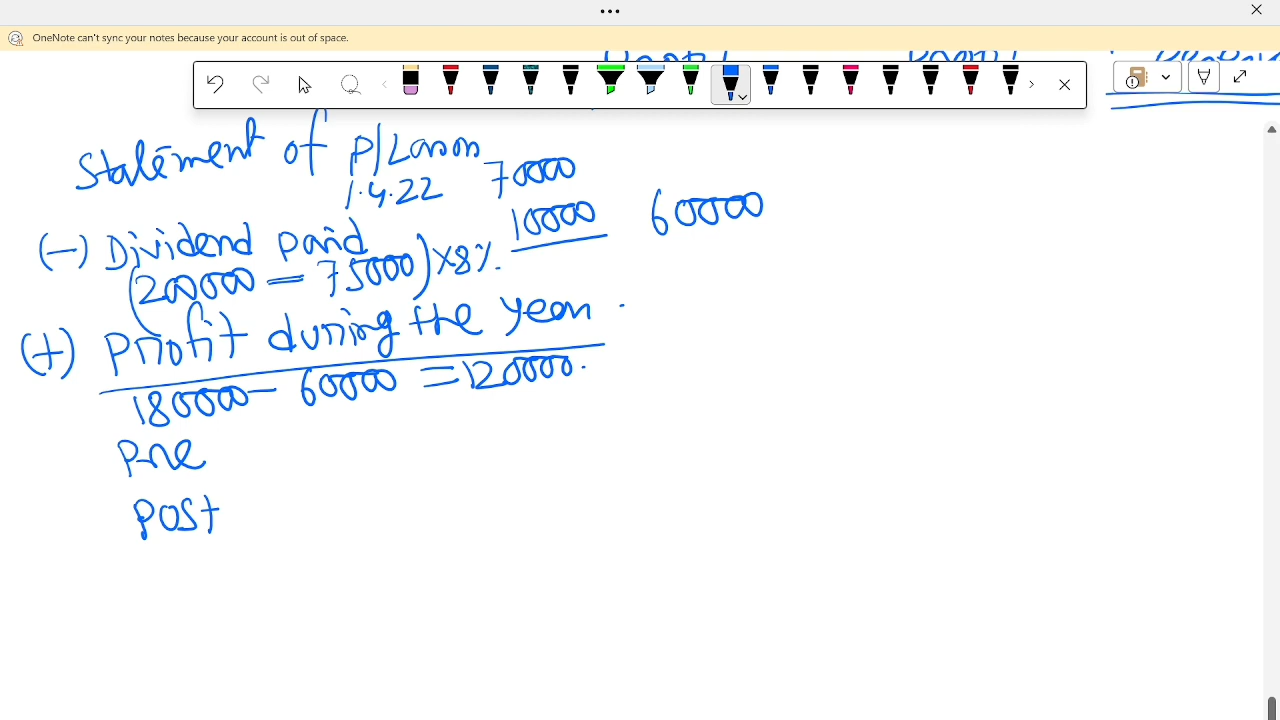 OneNote can't sync your notes because your account is out of space.
Statement of P/Loss
1.4.22 70000
(-) Dividend paid 10000 60000
(200000 - 75000) x 8%.
(+) Profit during the year.
180000 - 60000 = 120000.
Pre
Post